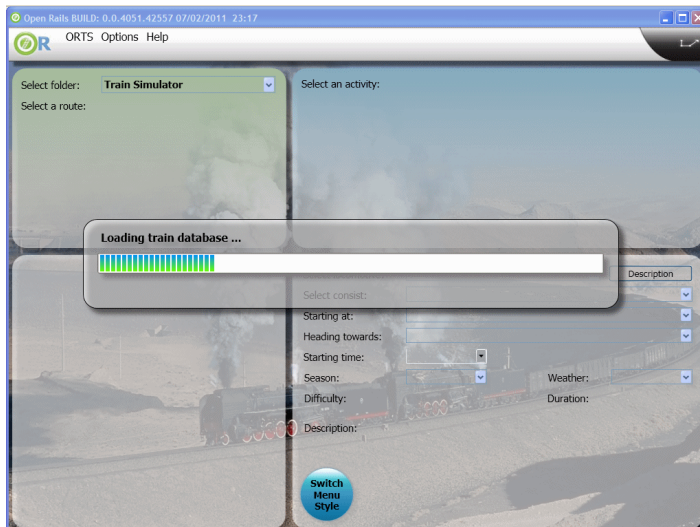 Open Rails BUILD: 0.0.4051.42557 07/02/2011 23:17
OR ORTS Options Help
Select folder: Train Simulator
Select a route:
Select an activity:
Loading train database ...
Description
Select consist:
Starting at:
Heading towards:
Starting time:
Season: Weather:
Difficulty: Duration:
Description:
Switch
Menu
Style